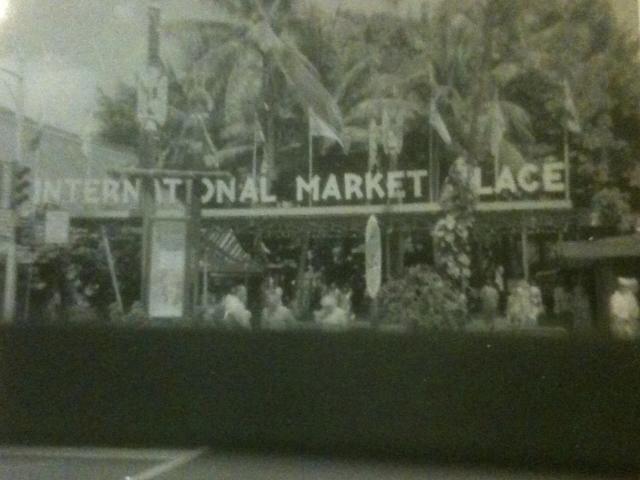 INTERNATIONAL MARKET PLACE